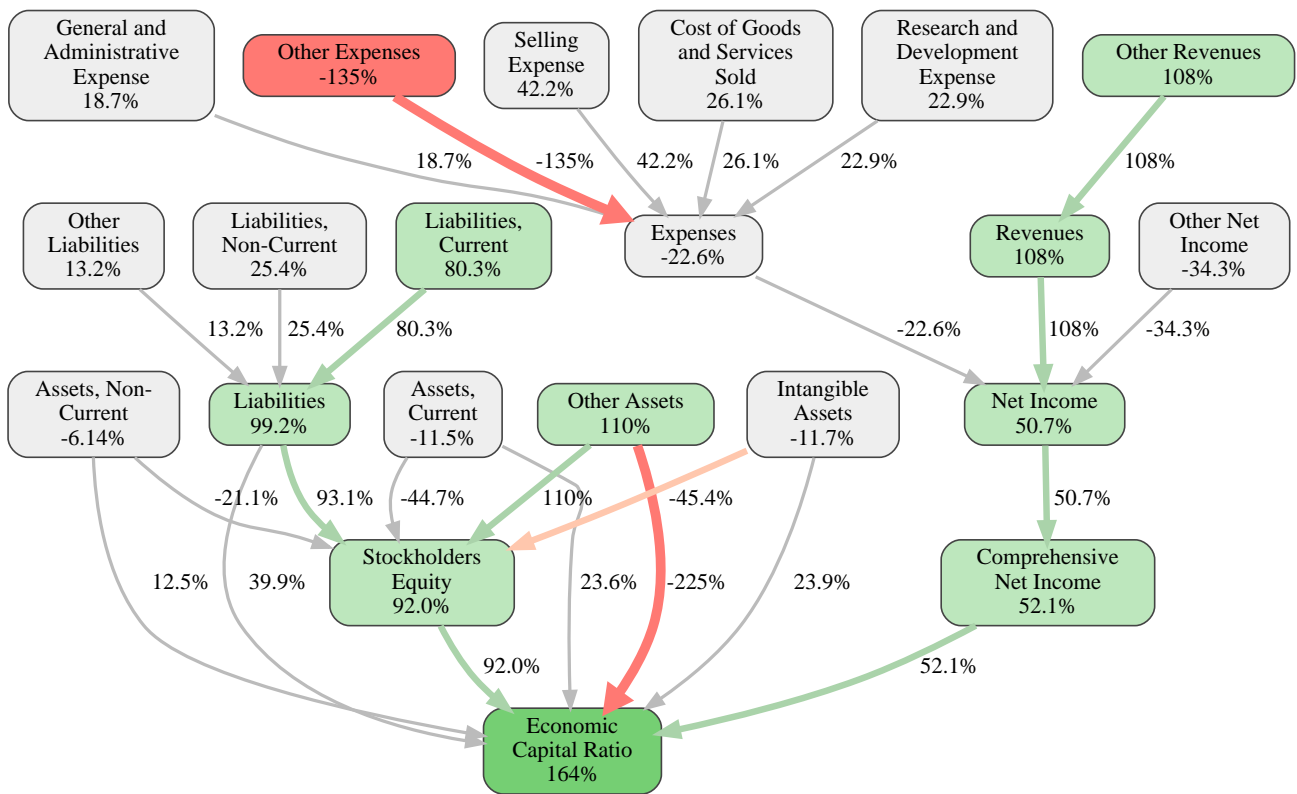 General and
Administrative
Expense
18.7%
Other Expenses
-135%
Selling
Expense
42.2%
Cost of Goods
and Services
Sold
26.1%
Research and
Development
Expense
22.9%
Other Revenues
108%
18.7%
-135%
42.2%
26.1%
22.9%
108%
Other
Liabilities
13.2%
Liabilities,
Non-Current
25.4%
Liabilities,
Current
80.3%
Expenses
-22.6%
Revenues
108%
Other Net
Income
-34.3%
13.2%
25.4%
80.3%
-22.6%
108%
-34.3%
Assets, Non-
Current
-6.14%
Liabilities
99.2%
Assets,
Current
-11.5%
Other Assets
110%
Intangible
Assets
-11.7%
Net Income
50.7%
-21.1%
93.1%
-44.7%
110%
-45.4%
50.7%
Stockholders
Equity
92.0%
Comprehensive
Net Income
52.1%
12.5%
39.9%
23.6%
-225%
23.9%
92.0%
52.1%
Economic
Capital Ratio
164%